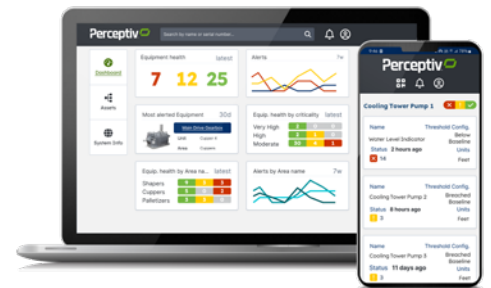 Perceptiv
Search by name or serial number...
Dashboard
Assets
System Info
Equipment health latest
7 12 25
Alerts 7w
Most alerted Equipment 30d
Main Drive Gearbox
Equip. health by criticality latest
Very High
High
Moderate
Equip. health by Area na... latest
Shapers
Cuppers
Palletizers
Alerts by Area name 7w
Perceptiv
Cooling Tower Pump 1
Name Threshold Config.
Water Level Indicator Below Baseline
Status 2 hours ago Units
14 Feet
Name Threshold Config.
Cooling Tower Pump 2 Breached Baseline
Status 8 hours ago Units
3 Feet
Name Threshold Config.
Cooling Tower Pump 3 Breached Baseline
Status 11 days ago Units
3 Feet